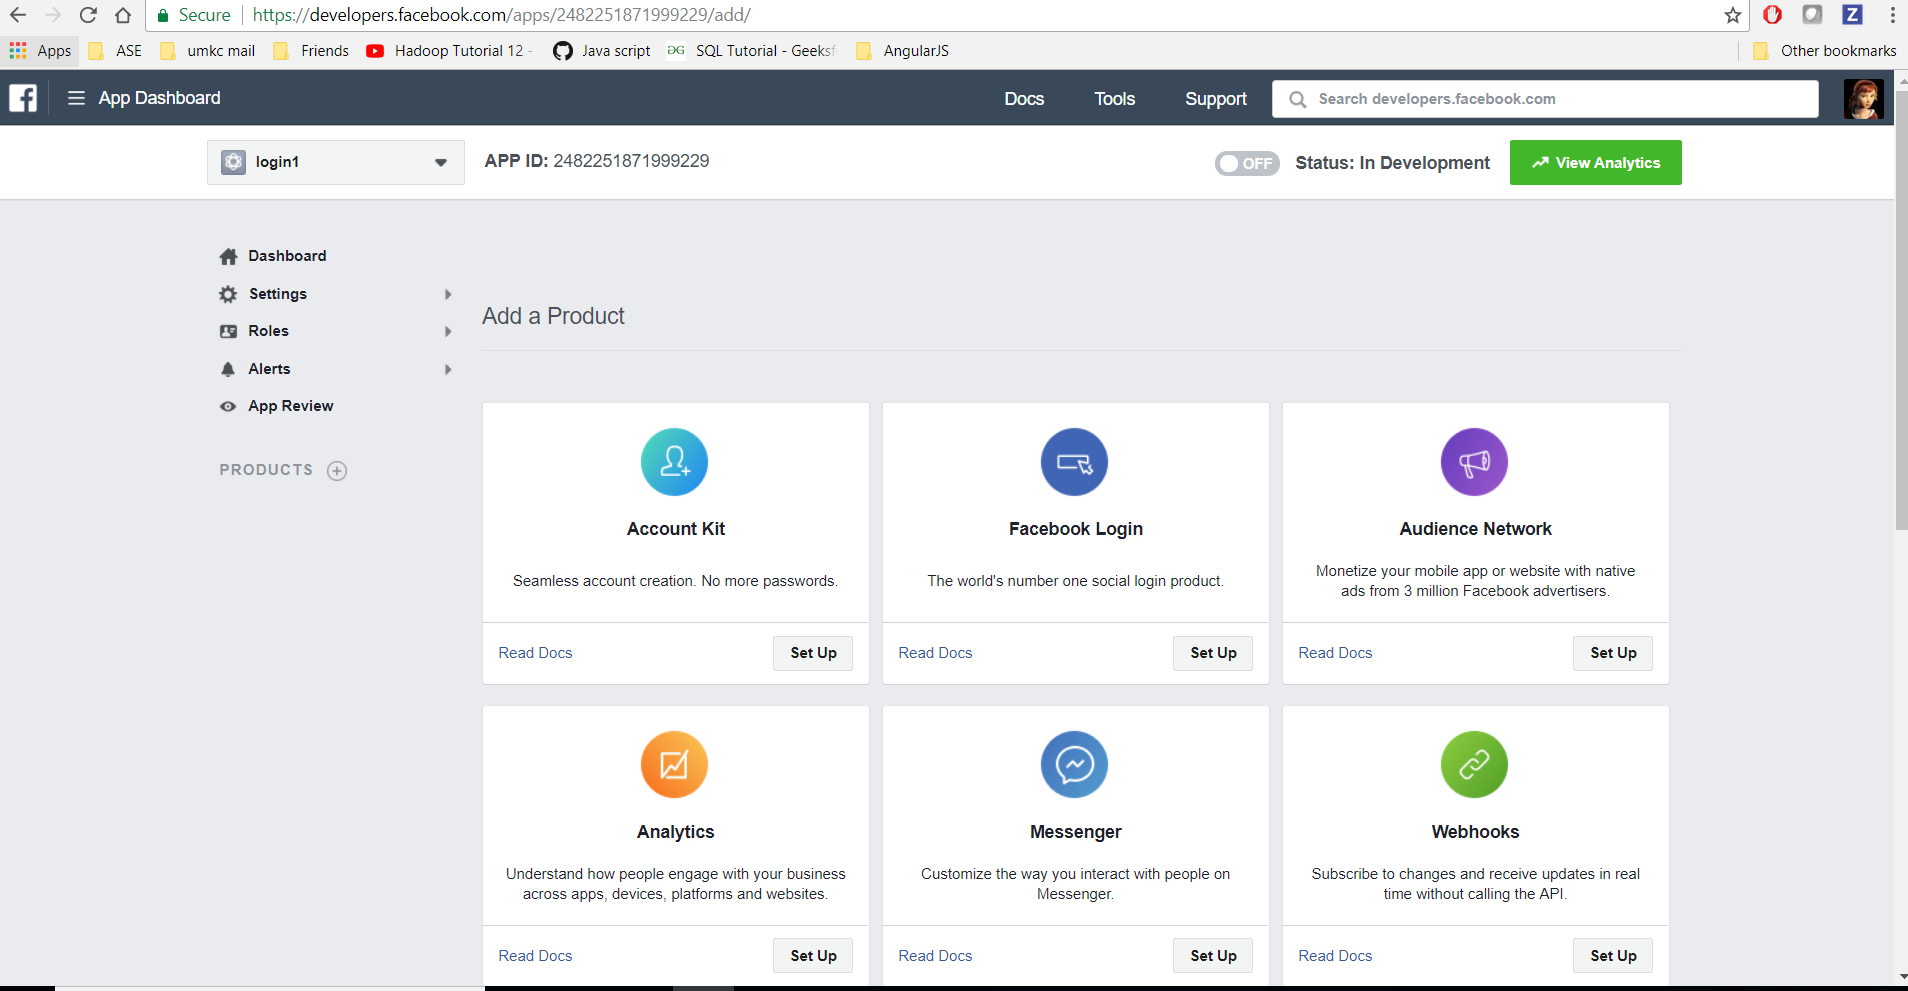 Secure https://developers.facebook.com/apps/2482251871999229/add/
Apps ASE umkc mail Friends Hadoop Tutorial 12 - Java script SQL Tutorial - Geeksf AngularJS Other bookmarks
App Dashboard Docs Tools Support Search developers.facebook.com
login1 APP ID: 2482251871999229 OFF Status: In Development View Analytics
Dashboard
Settings
Roles
Alerts
App Review
PRODUCTS
Add a Product
Account Kit
Seamless account creation. No more passwords.
Read Docs Set Up
Facebook Login
The world's number one social login product.
Read Docs Set Up
Audience Network
Monetize your mobile app or website with native
ads from 3 million Facebook advertisers.
Read Docs Set Up
Analytics
Understand how people engage with your business
across apps, devices, platforms and websites.
Read Docs Set Up
Messenger
Customize the way you interact with people on
Messenger.
Read Docs Set Up
Webhooks
Subscribe to changes and receive updates in real
time without calling the API.
Read Docs Set Up